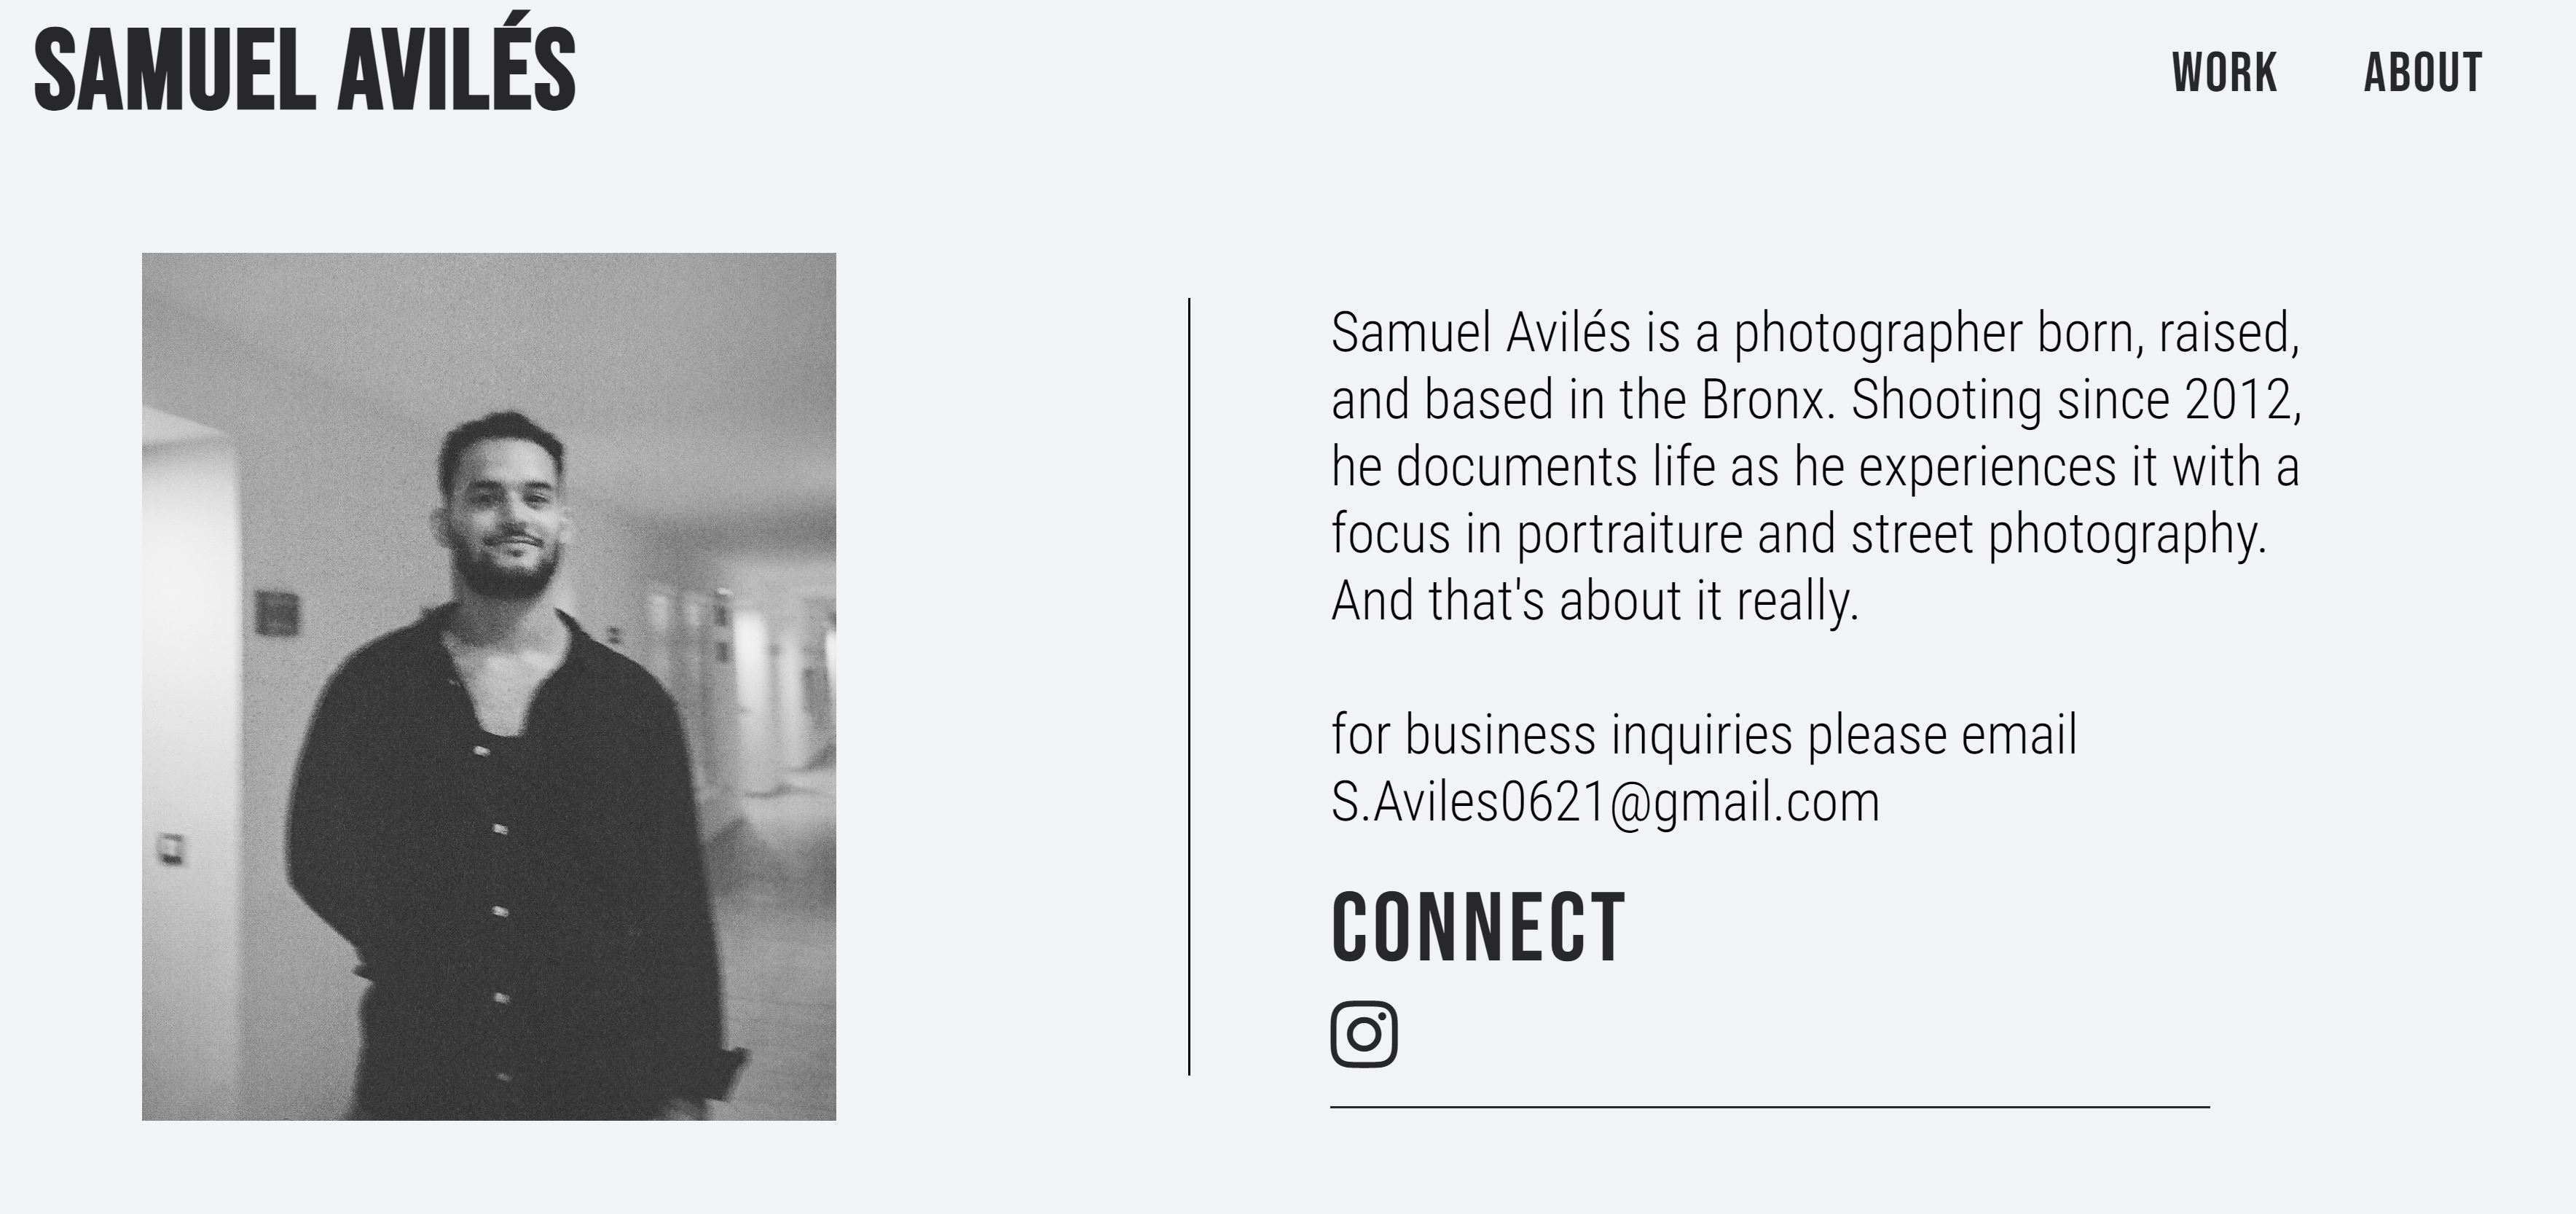 SAMUEL AVILÉS
WORK
ABOUT
Samuel Avilés is a photographer born, raised,
and based in the Bronx. Shooting since 2012,
he documents life as he experiences it with a
focus in portraiture and street photography.
And that's about it really.
for business inquiries please email
S.Aviles0621@gmail.com
CONNECT